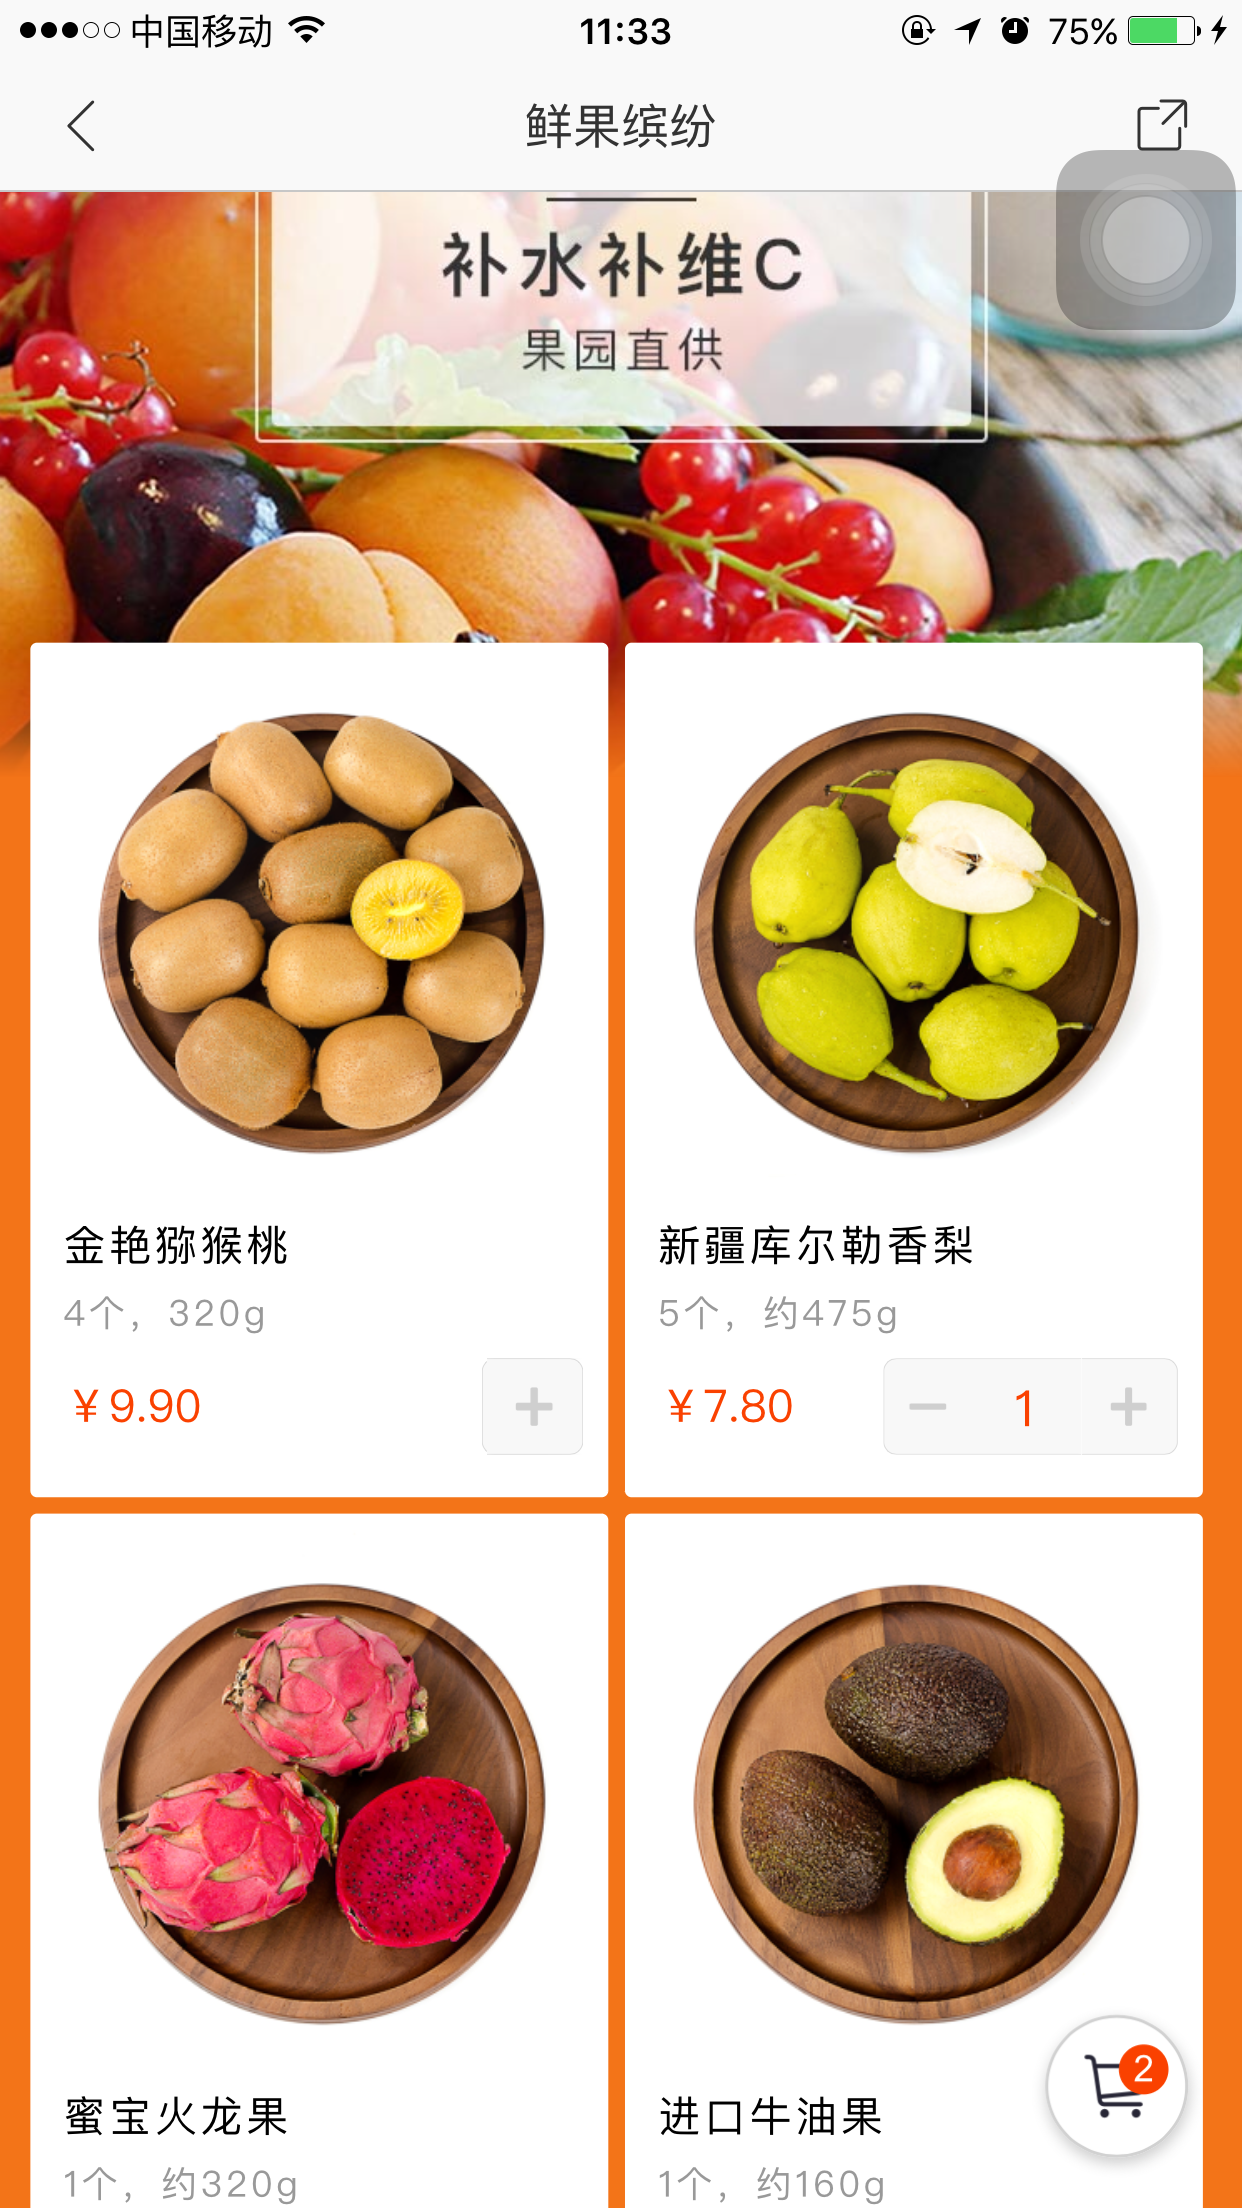 中国移动
11:33
75%
鲜果缤纷
补水补维C
果园直供
金艳猕猴桃
4个，320g
¥9.90
新疆库尔勒香梨
5个，约475g
¥7.80
1
蜜宝火龙果
1个，约320g
进口牛油果
1个，约160g
2